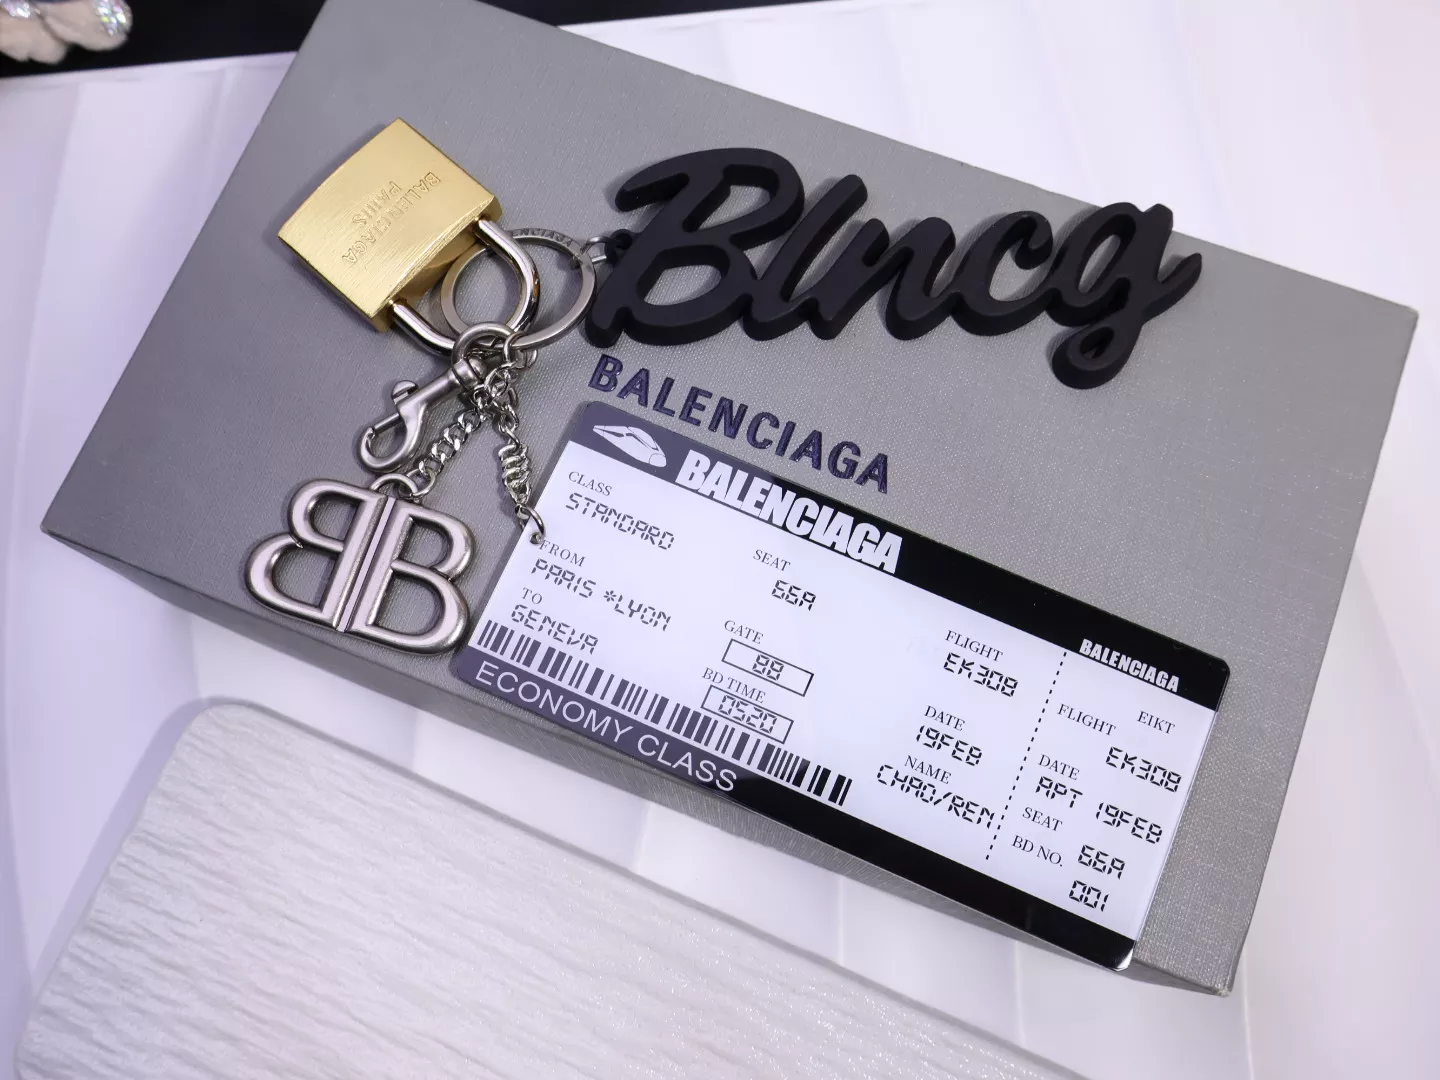 BALENCIAGA
PARIS
Blncg
BALENCIAGA
BB
BALENCIAGA
CLASS
STANDARD
SEAT
66A
FROM
PARIS *LYON
TO
GENEVA
GATE
88
BD TIME
0520
ECONOMY CLASS
FLIGHT
EK308
DATE
19FEB
NAME
CHAO/REN
BALENCIAGA
FLIGHT EIKT
EK308
DATE
APT 19FEB
SEAT
66A
BD NO.
001